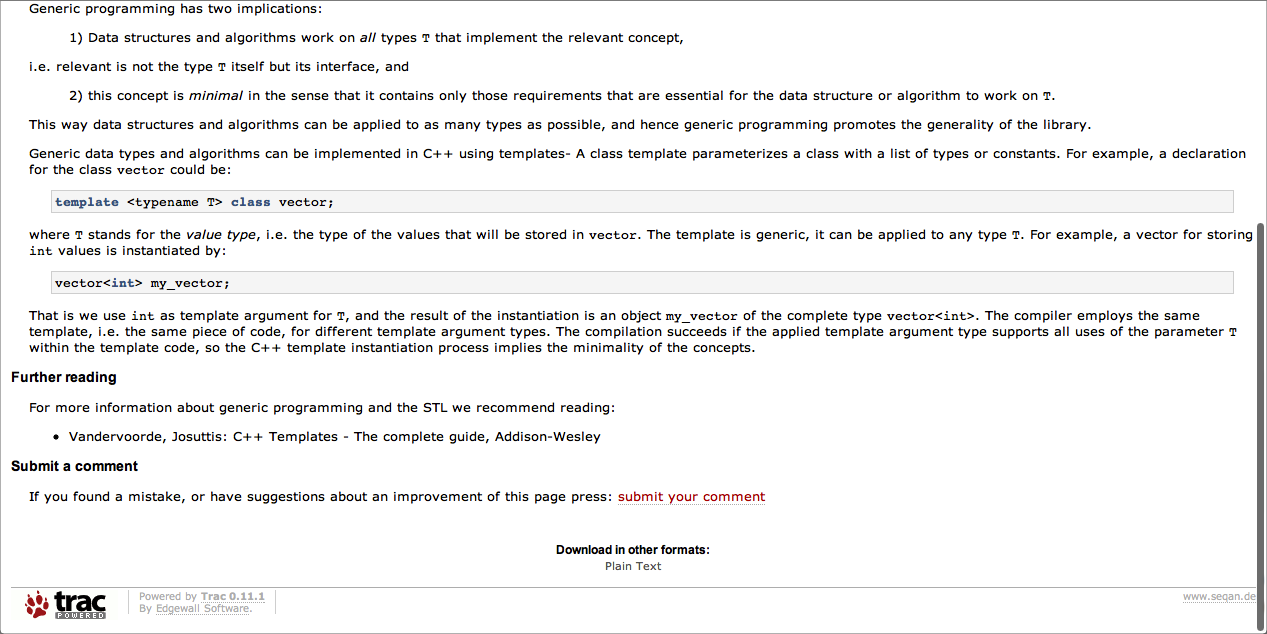 Generic programming has two implications:
1) Data structures and algorithms work on all types T that implement the relevant concept,
i.e. relevant is not the type T itself but its interface, and
2) this concept is minimal in the sense that it contains only those requirements that are essential for the data structure or algorithm to work on T.
This way data structures and algorithms can be applied to as many types as possible, and hence generic programming promotes the generality of the library.
Generic data types and algorithms can be implemented in C++ using templates- A class template parameterizes a class with a list of types or constants. For example, a declaration
for the class vector could be:
template <typename T> class vector;
where T stands for the value type, i.e. the type of the values that will be stored in vector. The template is generic, it can be applied to any type T. For example, a vector for storing
int values is instantiated by:
vector<int> my_vector;
That is we use int as template argument for T, and the result of the instantiation is an object my_vector of the complete type vector<int>. The compiler employs the same
template, i.e. the same piece of code, for different template argument types. The compilation succeeds if the applied template argument type supports all uses of the parameter T
within the template code, so the C++ template instantiation process implies the minimality of the concepts.
Further reading
For more information about generic programming and the STL we recommend reading:
• Vandervoorde, Josuttis: C++ Templates - The complete guide, Addison-Wesley
Submit a comment
If you found a mistake, or have suggestions about an improvement of this page press: submit your comment
Download in other formats:
Plain Text
trac
POWERED
Powered by Trac 0.11.1
By Edgewall Software.
www.seqan.de